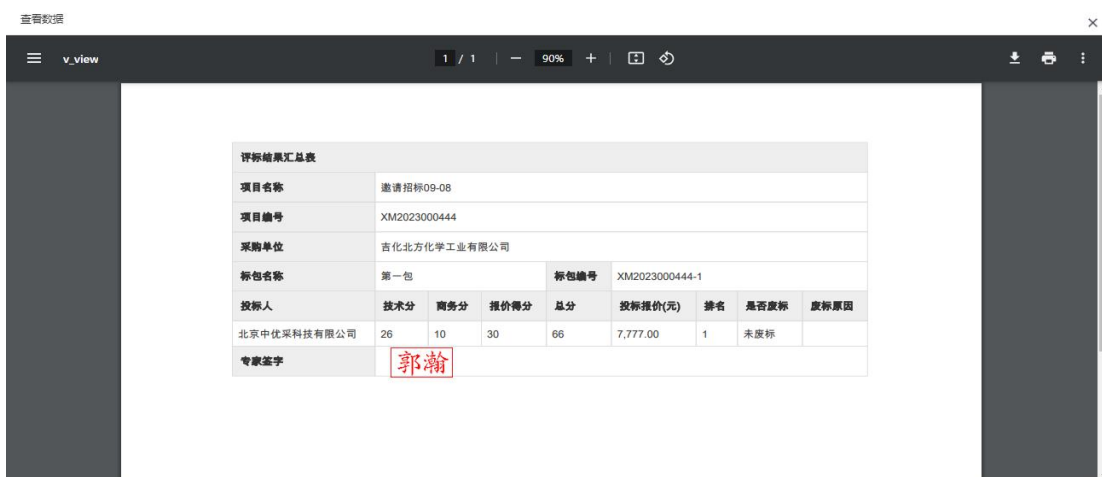 查看数据 ×
v_view 1 / 1 | − 90% + |
评标结果汇总表
项目名称 邀请招标09-08
项目编号 XM2023000444
采购单位 吉化北方化学工业有限公司
标包名称 第一包 标包编号 XM2023000444-1
投标人 技术分 商务分 报价得分 总分 投标报价(元) 排名 是否废标 废标原因
北京中优采科技有限公司 26 10 30 66 7,777.00 1 未废标
专家签字 郭瀚